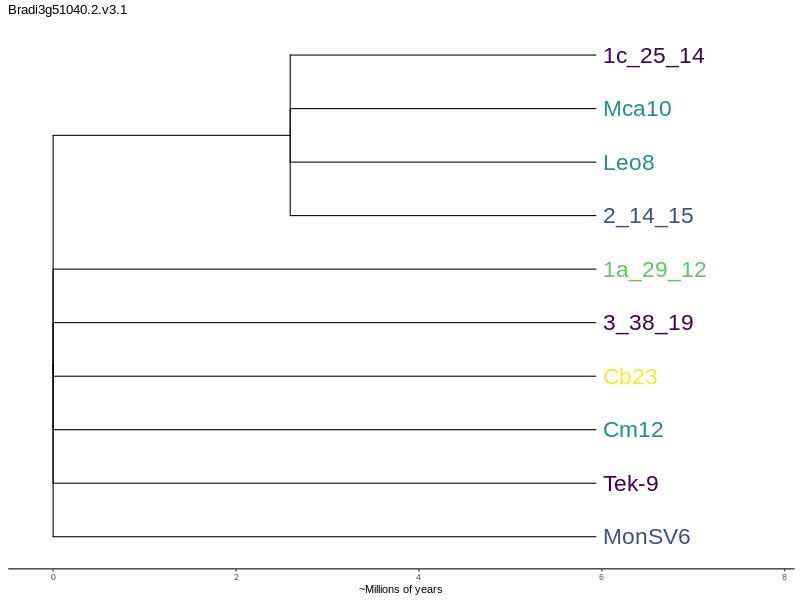 Bradi3g51040.2.v3.1
1c_25_14
Mca10
Leo8
2_14_15
1a_29_12
3_38_19
Cb23
Cm12
Tek-9
MonSV6
0 2 4 6 8
~Millions of years